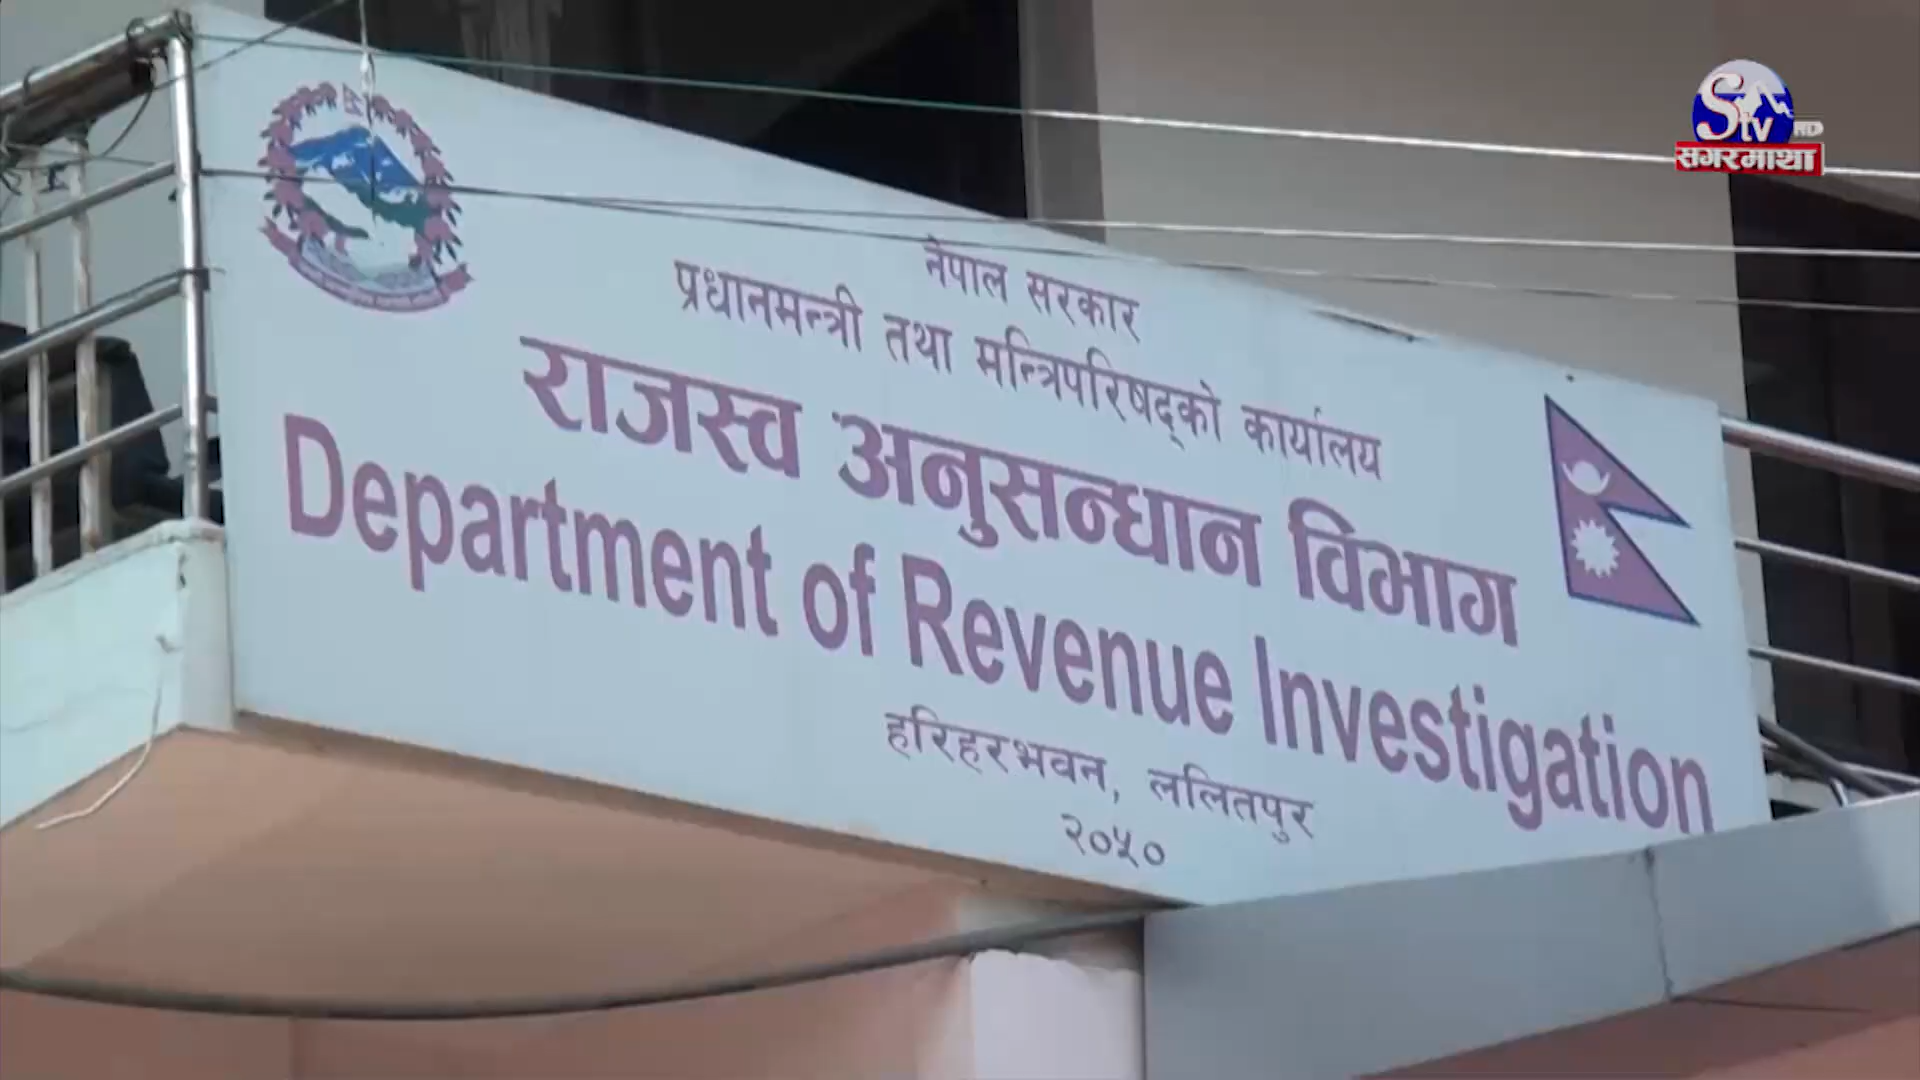 नेपाल सरकार
प्रधानमन्त्री तथा मन्त्रिपरिषद्को कार्यालय
राजस्व अनुसन्धान विभाग
Department of Revenue Investigation
हरिहरभवन, ललितपुर
२०५०
STV HD
सगरमाथा